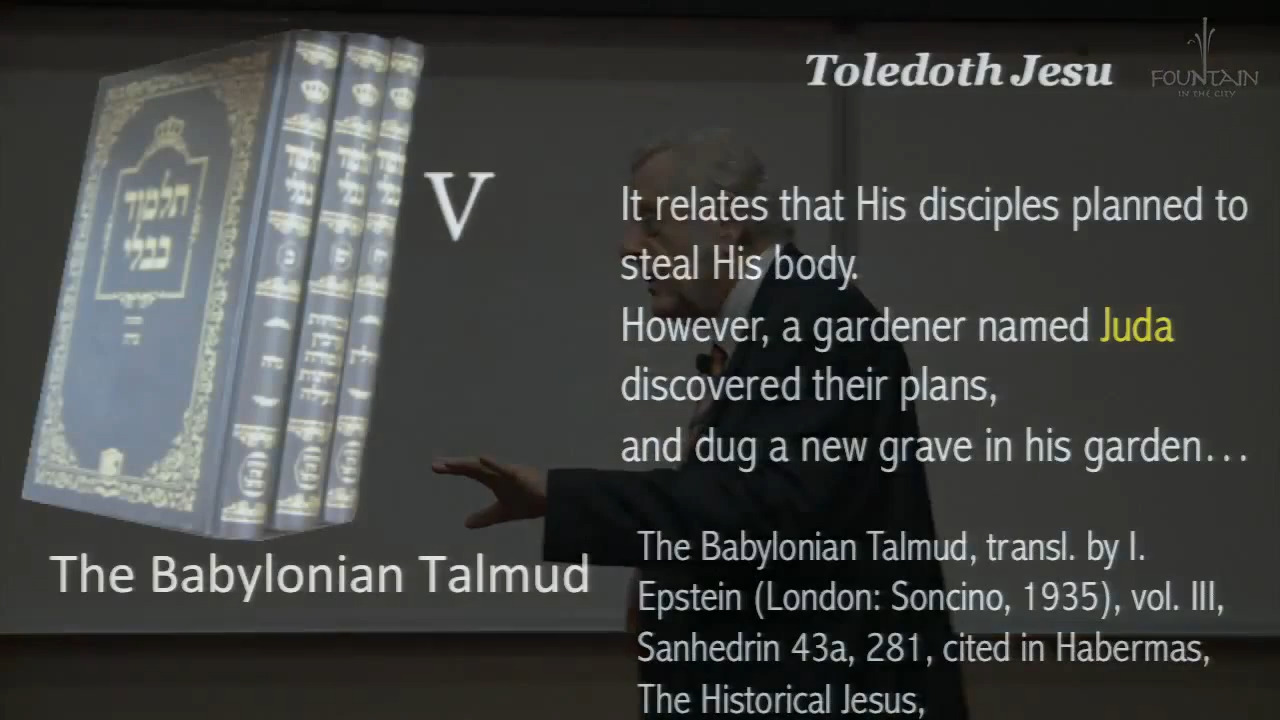 Toledoth Jesu
FOUNTAIN
IN THE CITY
תלמוד
בבלי
V
It relates that His disciples planned to
steal His body.
However, a gardener named Juda
discovered their plans,
and dug a new grave in his garden…
The Babylonian Talmud
The Babylonian Talmud, transl. by I.
Epstein (London: Soncino, 1935), vol. III,
Sanhedrin 43a, 281, cited in Habermas,
The Historical Jesus,